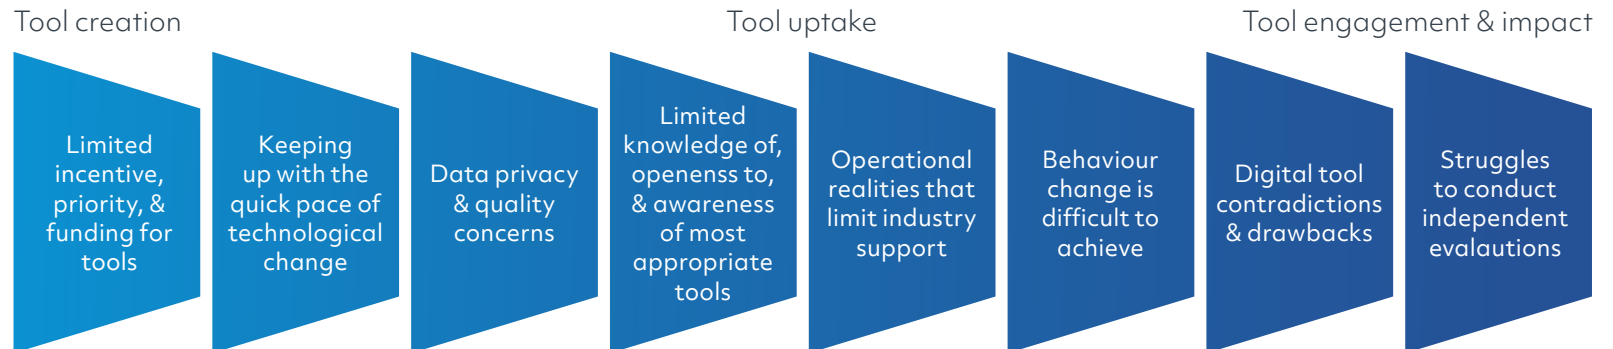 Tool creation
Tool uptake
Tool engagement & impact
Limited
incentive,
priority, &
funding for
tools
Keeping
up with the
quick pace of
technological
change
Data privacy
& quality
concerns
Limited
knowledge of,
openenss to,
& awareness
of most
appropriate
tools
Operational
realities that
limit industry
support
Behaviour
change is
difficult to
achieve
Digital tool
contradictions
& drawbacks
Struggles
to conduct
independent
evalautions